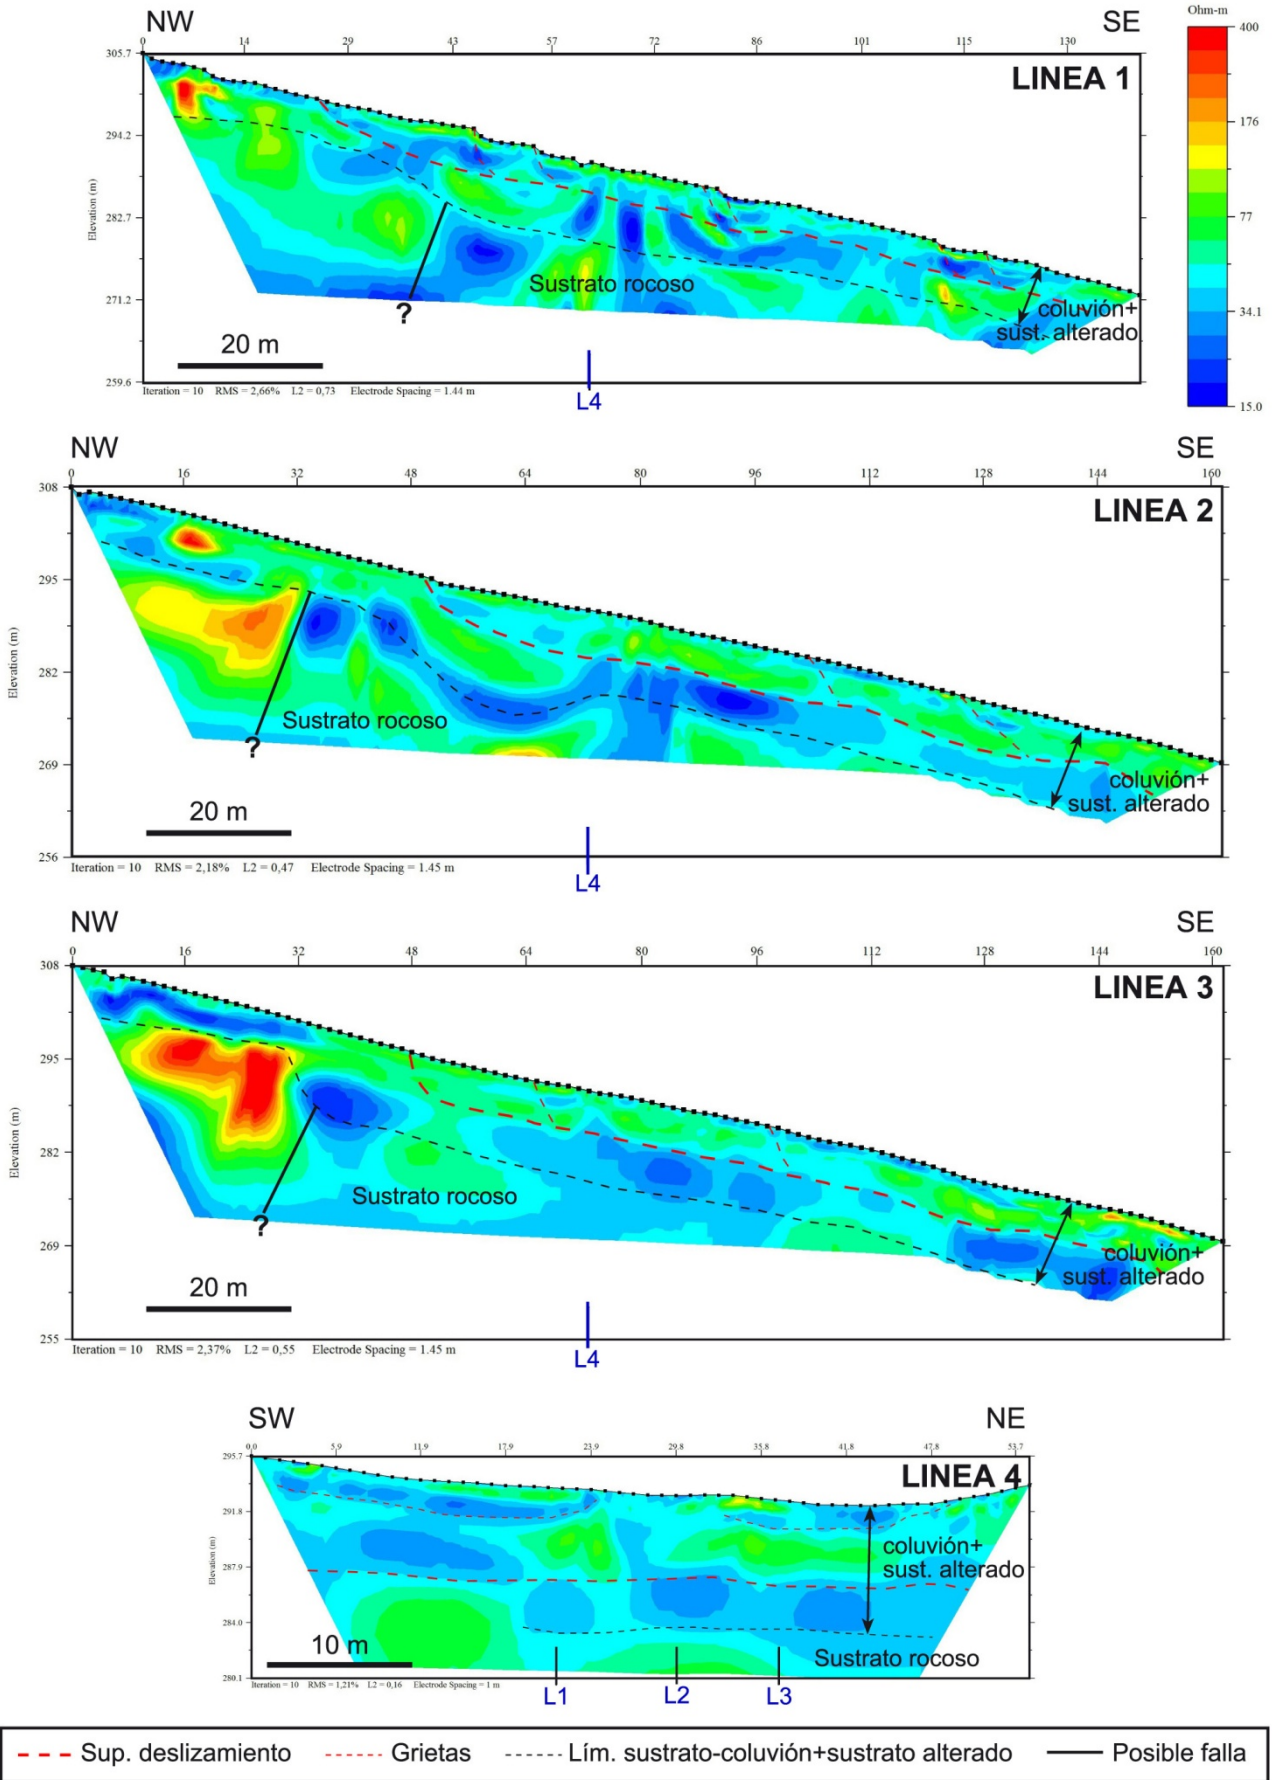 Ohm-m
400
176
77
34.1
15.0
NW
SE
0 14 29 43 57 72 86 101 115 130
LINEA 1
305.7
294.2
282.7
271.2
259.6
Elevation (m)
Sustrato rocoso
?
coluvión+
sust. alterado
20 m
Iteration = 10 RMS = 2,66% L2 = 0,73 Electrode Spacing = 1.44 m
L4
NW
SE
0 16 32 48 64 80 96 112 128 144 160
LINEA 2
308
295
282
269
256
Elevation (m)
Sustrato rocoso
?
coluvión+
sust. alterado
20 m
Iteration = 10 RMS = 2,18% L2 = 0,47 Electrode Spacing = 1.45 m
L4
NW
SE
0 16 32 48 64 80 96 112 128 144 160
LINEA 3
308
295
282
269
255
Elevation (m)
Sustrato rocoso
?
coluvión+
sust. alterado
20 m
Iteration = 10 RMS = 2,37% L2 = 0,55 Electrode Spacing = 1.45 m
L4
SW
NE
0,0 5,9 11,9 17,9 23,9 29,8 35,8 41,8 47,8 53,7
LINEA 4
295.7
291.8
287.9
284.0
280.1
Elevation (m)
coluvión+
sust. alterado
10 m
Sustrato rocoso
Iteration = 10 RMS = 1,21% L2 = 0,16 Electrode Spacing = 1 m
L1 L2 L3
Sup. deslizamiento Grietas Lím. sustrato-coluvión+sustrato alterado Posible falla